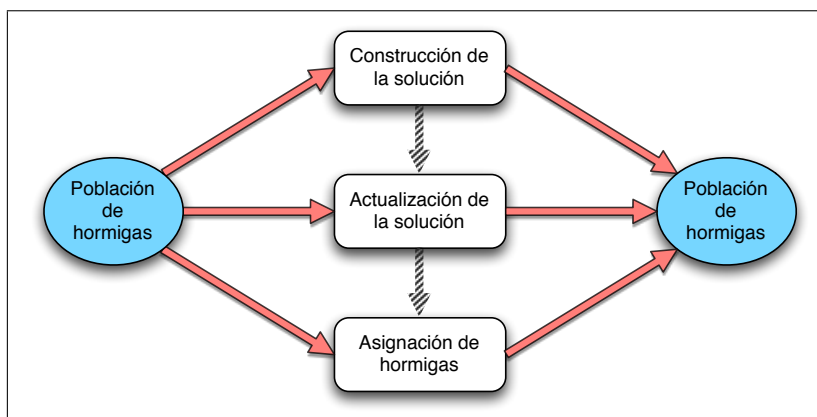 Construcción de
la solución
Población
de
hormigas
Actualización de
la solución
Población
de
hormigas
Asignación de
hormigas